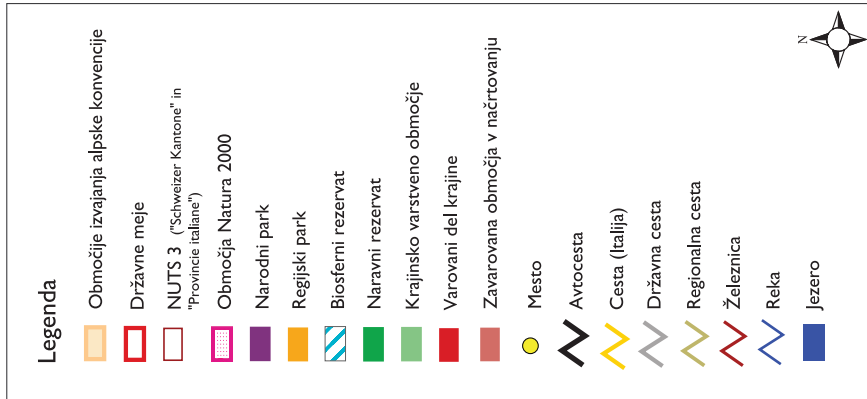 Legenda
Območije izvajanja alpske konvencije
Državne meje
NUTS 3 ("Schweizer Kantone" in
"Provincie italiane")
Območja Natura 2000
Narodni park
Regijski park
Biosferni rezervat
Naravni rezervat
Krajinsko varstveno območje
Varovani del krajine
Zavarovana območja v načrtovanju
Mesto
Avtocesta
Cesta (Italija)
Državna cesta
Regionalna cesta
Železnica
Reka
Jezero
N